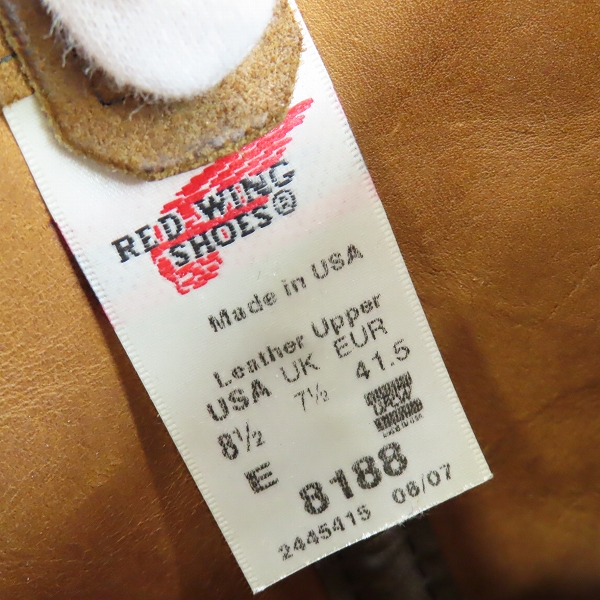 RED WING
SHOES®
Made in USA
Leather Upper
USA UK EUR
8½ 7½ 41.5
E
8188
2445415 06/07